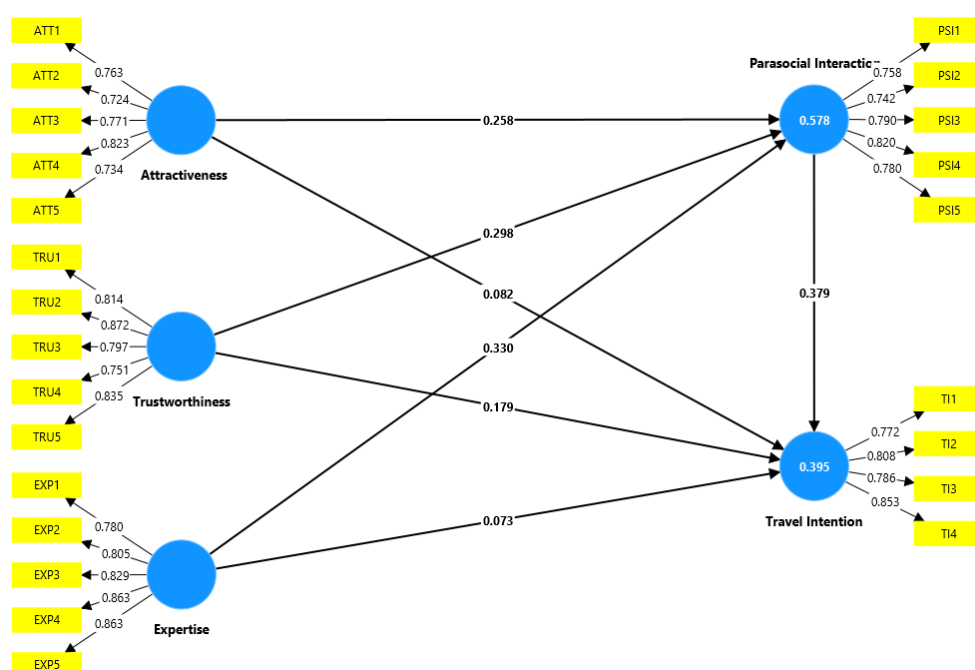 ATT1
ATT2
ATT3
ATT4
ATT5
0.763
0.724
0.771
0.823
0.734
Attractiveness
TRU1
TRU2
TRU3
TRU4
TRU5
0.814
0.872
0.797
0.751
0.835
Trustworthiness
EXP1
EXP2
EXP3
EXP4
EXP5
0.780
0.805
0.829
0.863
0.863
Expertise
0.258
0.298
0.082
0.330
0.179
0.073
Parasocial Interaction
0.578
0.758
0.742
0.790
0.820
0.780
PSI1
PSI2
PSI3
PSI4
PSI5
0.379
0.395
Travel Intention
0.772
0.808
0.786
0.853
TI1
TI2
TI3
TI4